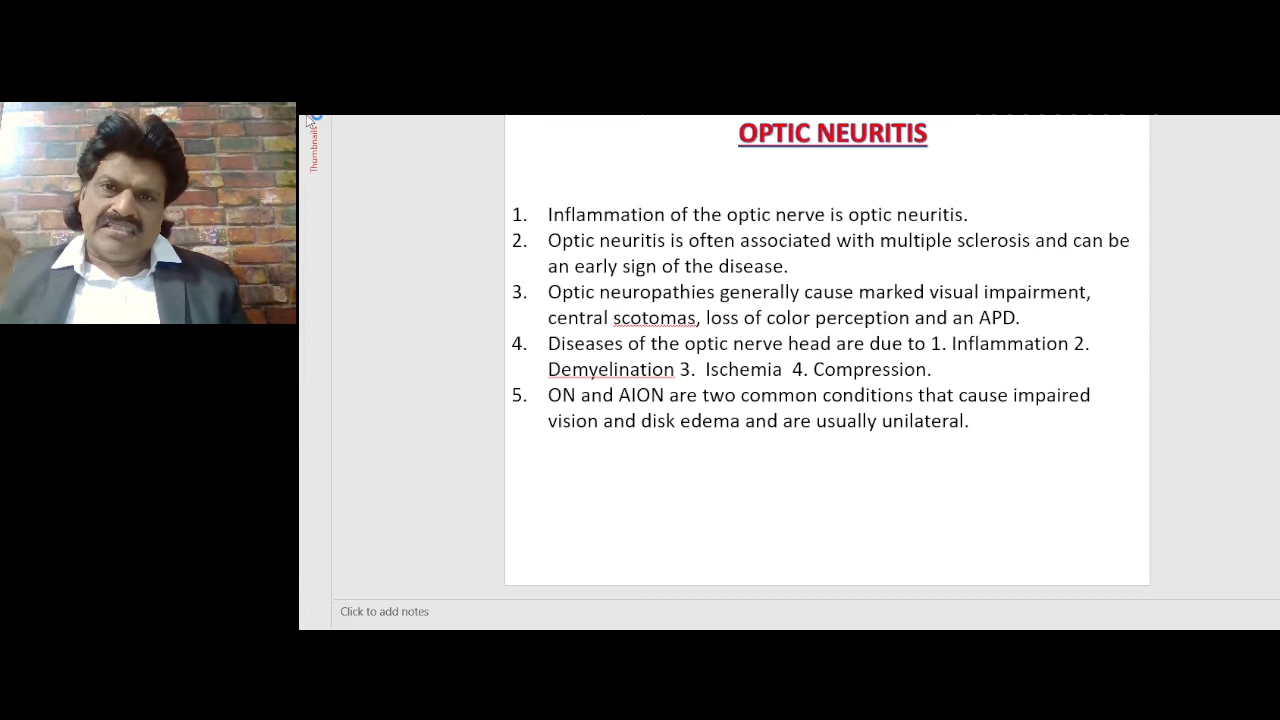 Thumbnails
OPTIC NEURITIS
1. Inflammation of the optic nerve is optic neuritis.
2. Optic neuritis is often associated with multiple sclerosis and can be
an early sign of the disease.
3. Optic neuropathies generally cause marked visual impairment,
central scotomas, loss of color perception and an APD.
4. Diseases of the optic nerve head are due to 1. Inflammation 2.
Demyelination 3. Ischemia 4. Compression.
5. ON and AION are two common conditions that cause impaired
vision and disk edema and are usually unilateral.
Click to add notes